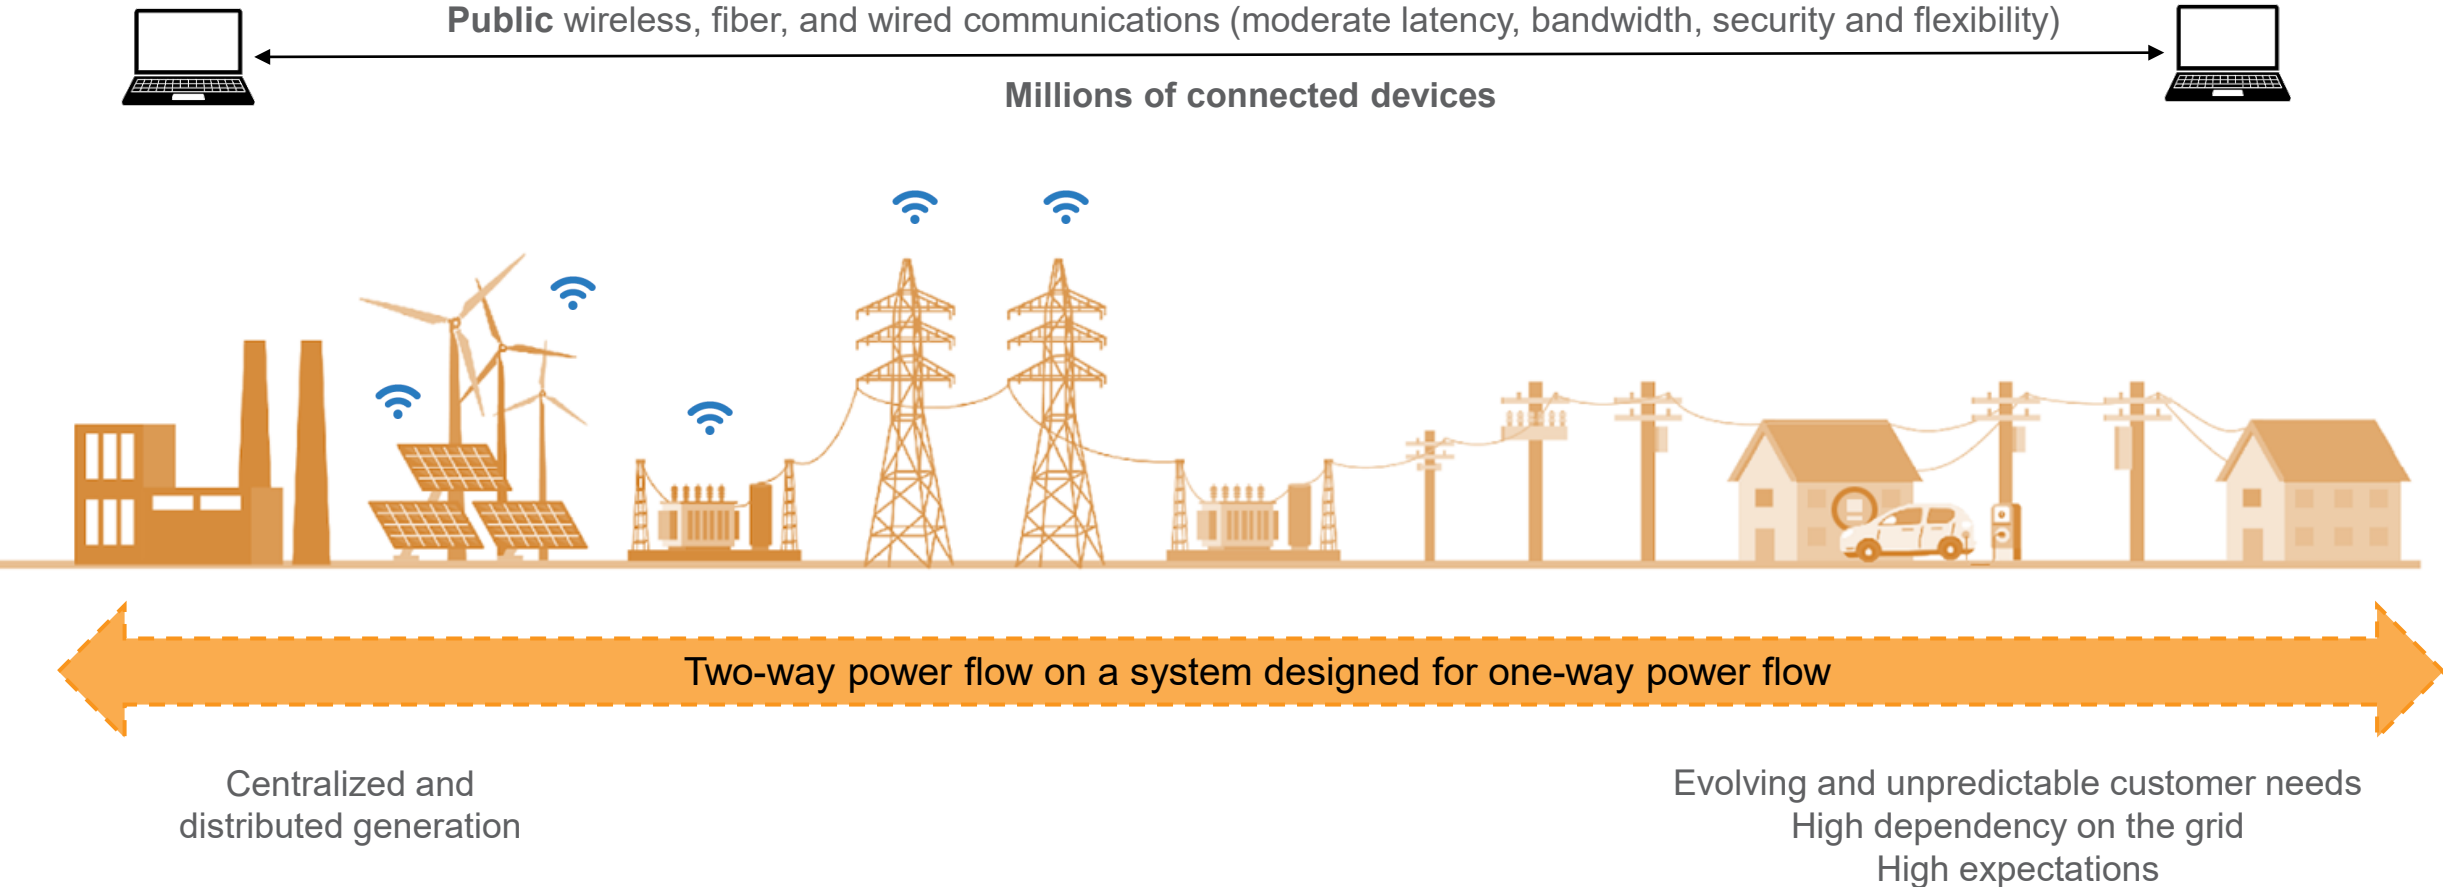 Public wireless, fiber, and wired communications (moderate latency, bandwidth, security and flexibility)
Millions of connected devices
Two-way power flow on a system designed for one-way power flow
Centralized and
distributed generation
Evolving and unpredictable customer needs
High dependency on the grid
High expectations